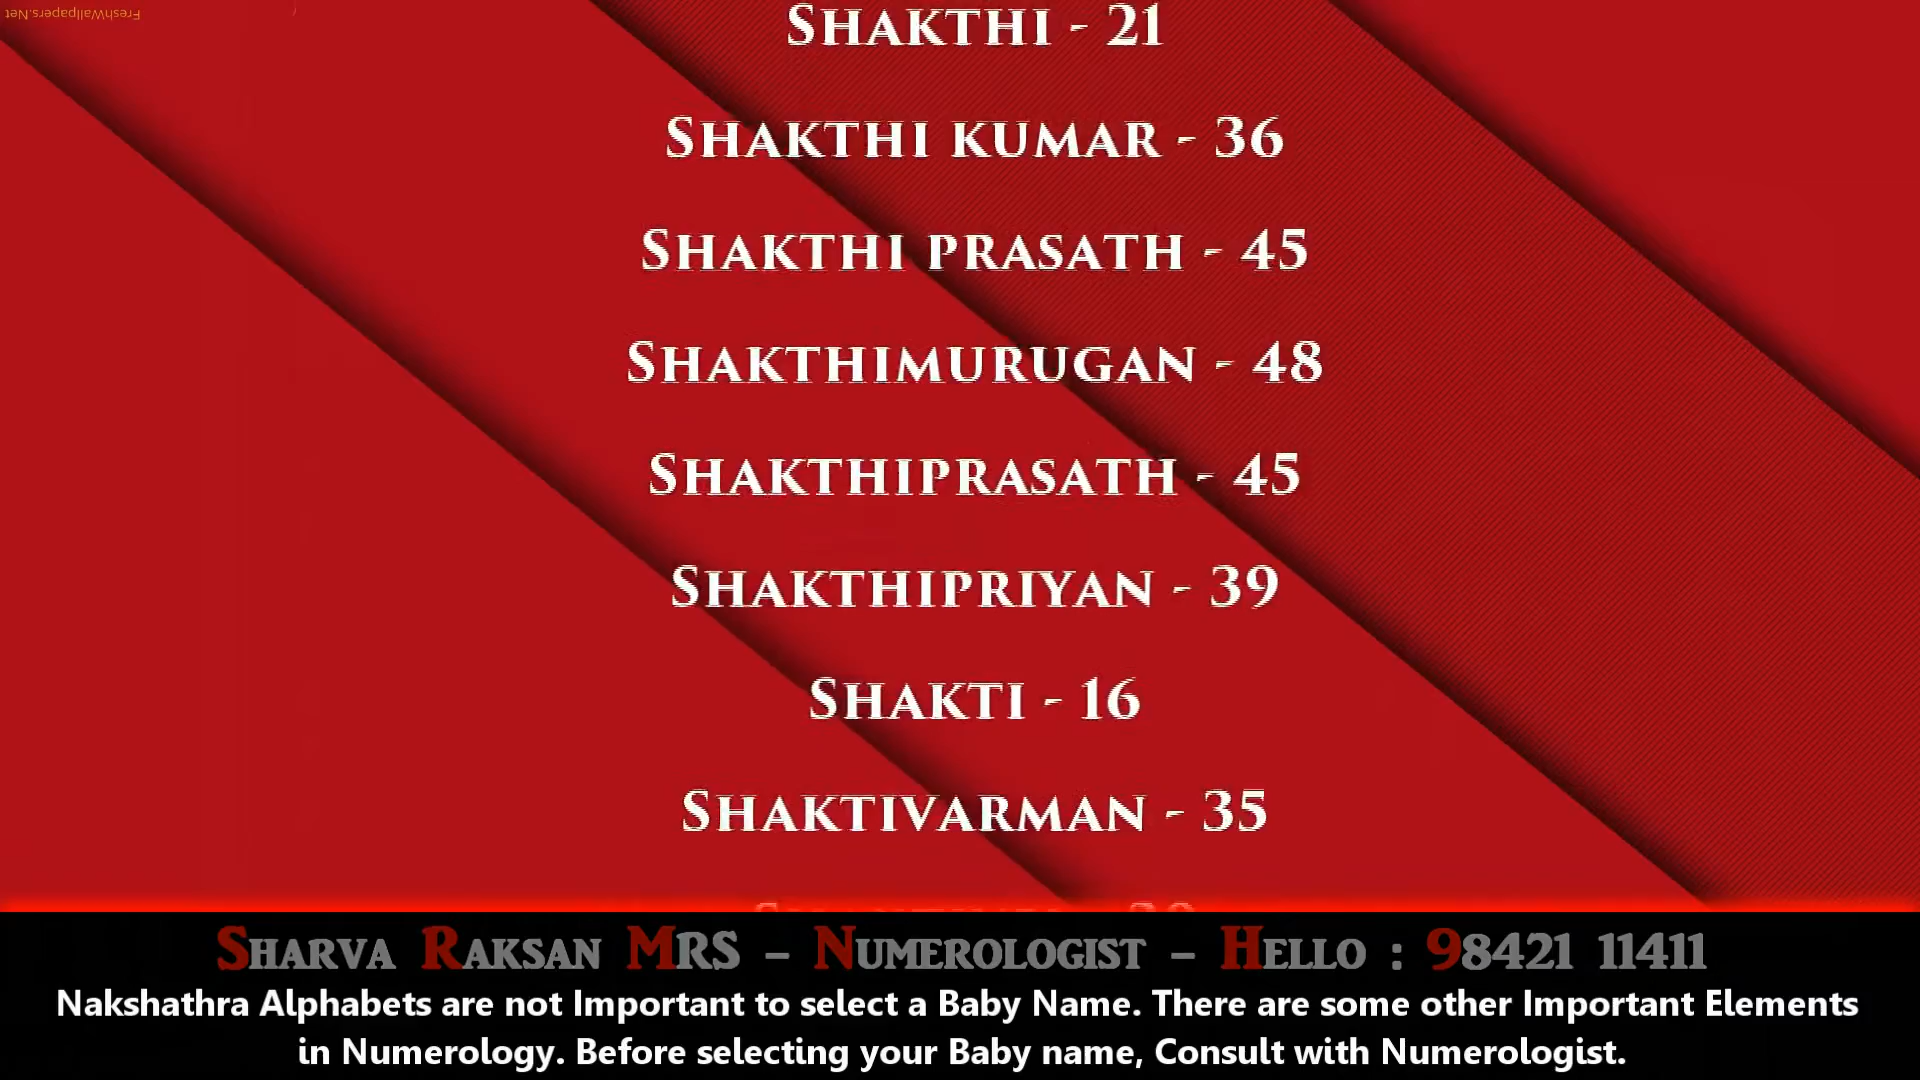 FreshWallpapers.Net
SHAKTHI - 21
SHAKTHI KUMAR - 36
SHAKTHI PRASATH - 45
SHAKTHIMURUGAN - 48
SHAKTHIPRASATH - 45
SHAKTHIPRIYAN - 39
SHAKTI - 16
SHAKTIVARMAN - 35
SHARVA RAKSAN MRS – NUMEROLOGIST – HELLO : 98421 11411
Nakshathra Alphabets are not Important to select a Baby Name. There are some other Important Elements
in Numerology. Before selecting your Baby name, Consult with Numerologist.